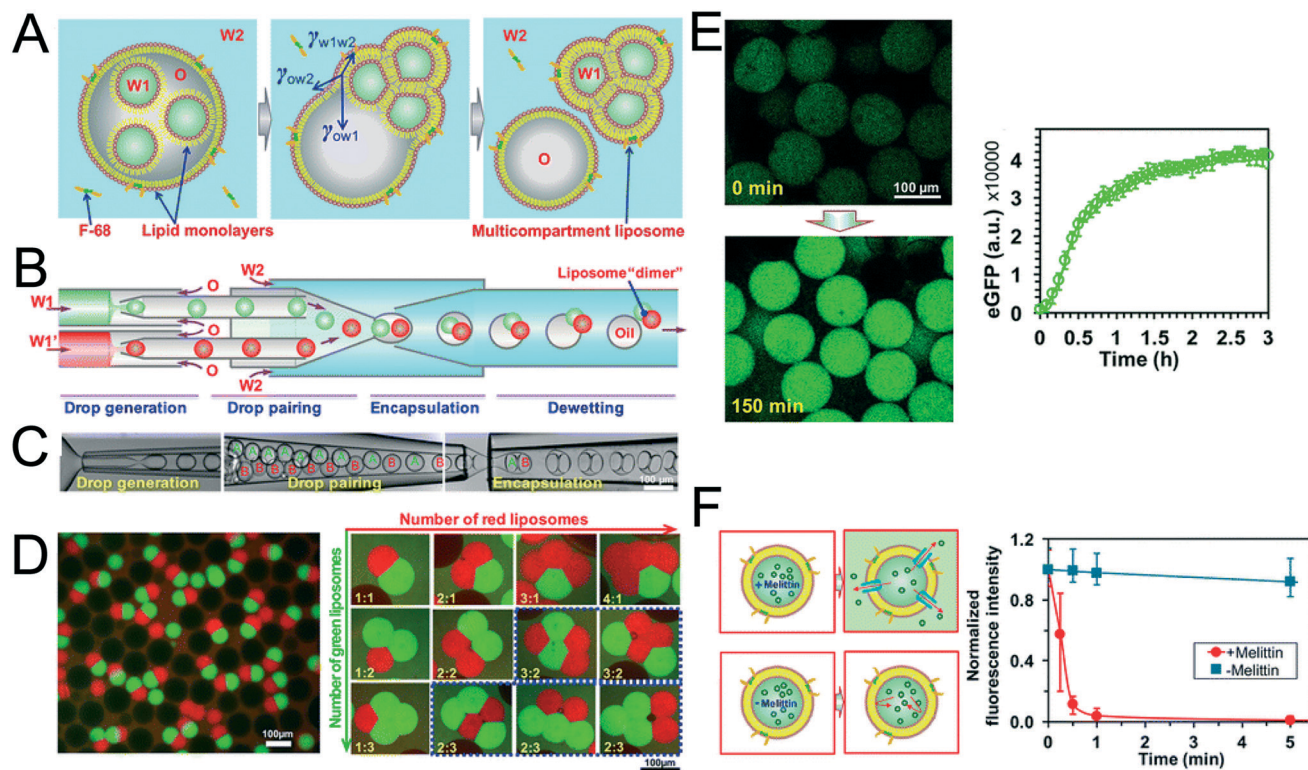 A
W2
O
W1
F-68
Lipid monolayers
γw1w2
γow2
γow1
W2
W1
O
Multicompartment liposome
B
W2
O
W1
O
W1'
O
W2
Oil
Liposome "dimer"
Drop generation
Drop pairing
Encapsulation
Dewetting
C
A A A A A A A A
B B B B B B B B B
A B
Drop generation
Drop pairing
Encapsulation
100 µm
D
100µm
Number of red liposomes
Number of green liposomes
1:1
2:1
3:1
4:1
1:2
2:2
3:2
3:2
1:3
2:3
2:3
2:3
100µm
E
0 min
100 µm
150 min
eGFP (a.u.) x10000
4
3
2
1
0
0
0.5
1
1.5
2
2.5
3
Time (h)
F
+ Melittin
- Melittin
Normalized
fluorescence intensity
1.2
0.8
0.4
0.0
+Melittin
-Melittin
0
1
2
3
4
5
Time (min)